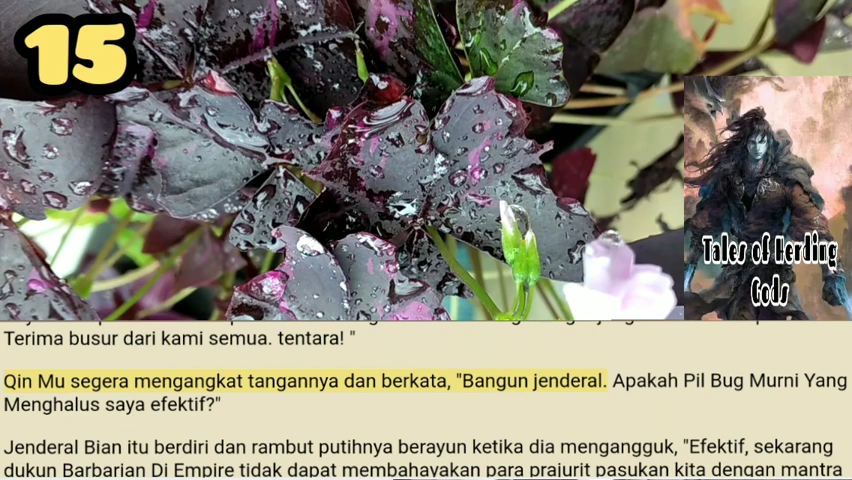 15
Tales of Herding
Gods
Terima busur dari kami semua. tentara! "
Qin Mu segera mengangkat tangannya dan berkata, "Bangun jenderal. Apakah Pil Bug Murni Yang
Menghalus saya efektif?"
Jenderal Bian itu berdiri dan rambut putihnya berayun ketika dia mengangguk, "Efektif, sekarang
dukun Barbarian Di Empire tidak dapat membahayakan para prajurit pasukan kita dengan mantra